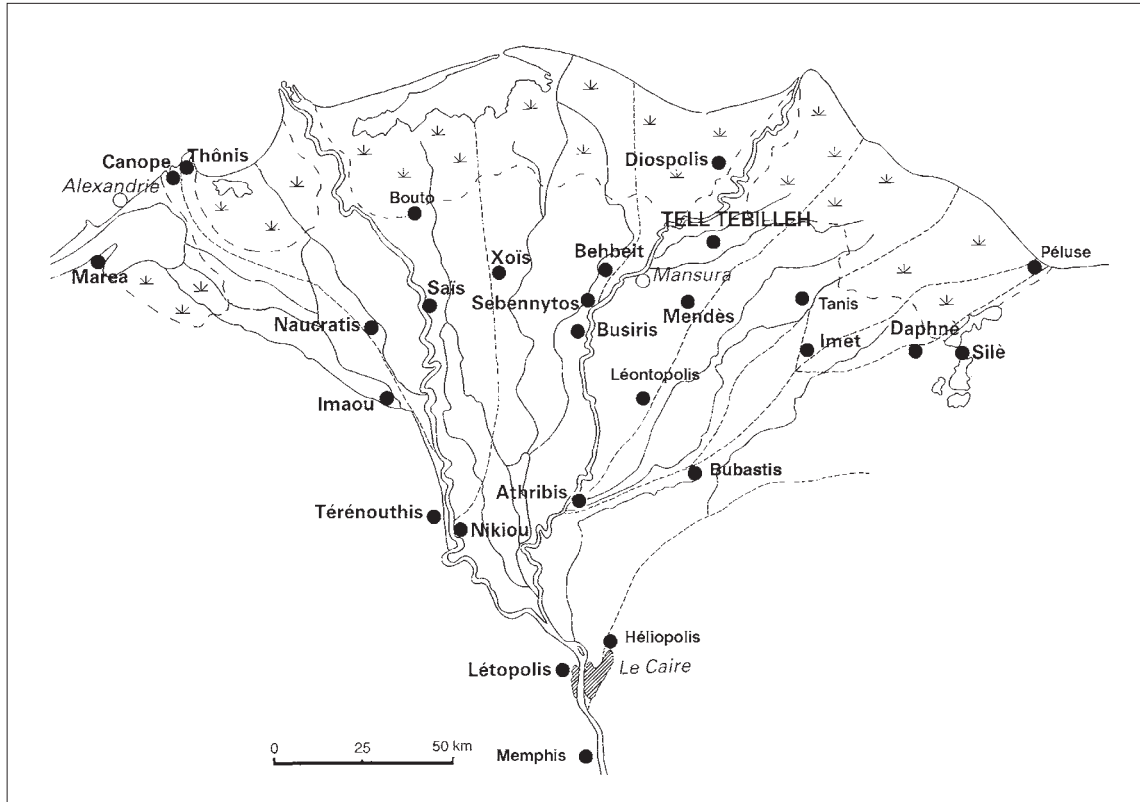 Canope
Thônis
Diospolis
Alexandrie
Bouto
TELL TEBILLEH
Xoïs
Behbeit
Péluse
Marea
Mansura
Saïs
Sebennytos
Mendès
Tanis
Naucratis
Busiris
Imet
Daphnè
Silè
Léontopolis
Imaou
Bubastis
Athribis
Térénouthis
Nikiou
Héliopolis
Létopolis
Le Caire
0 25 50 km
Memphis